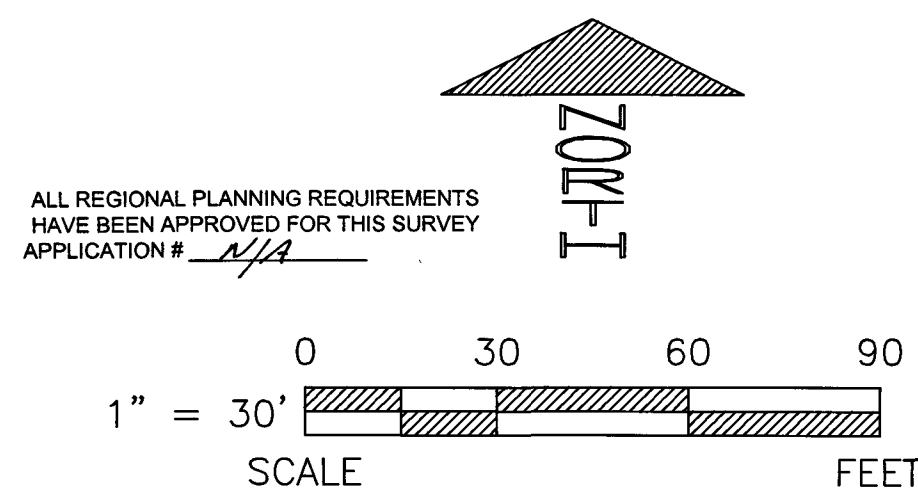 NORTH
ALL REGIONAL PLANNING REQUIREMENTS
HAVE BEEN APPROVED FOR THIS SURVEY
APPLICATION # N/A
0 30 60 90
1" = 30'
SCALE FEET